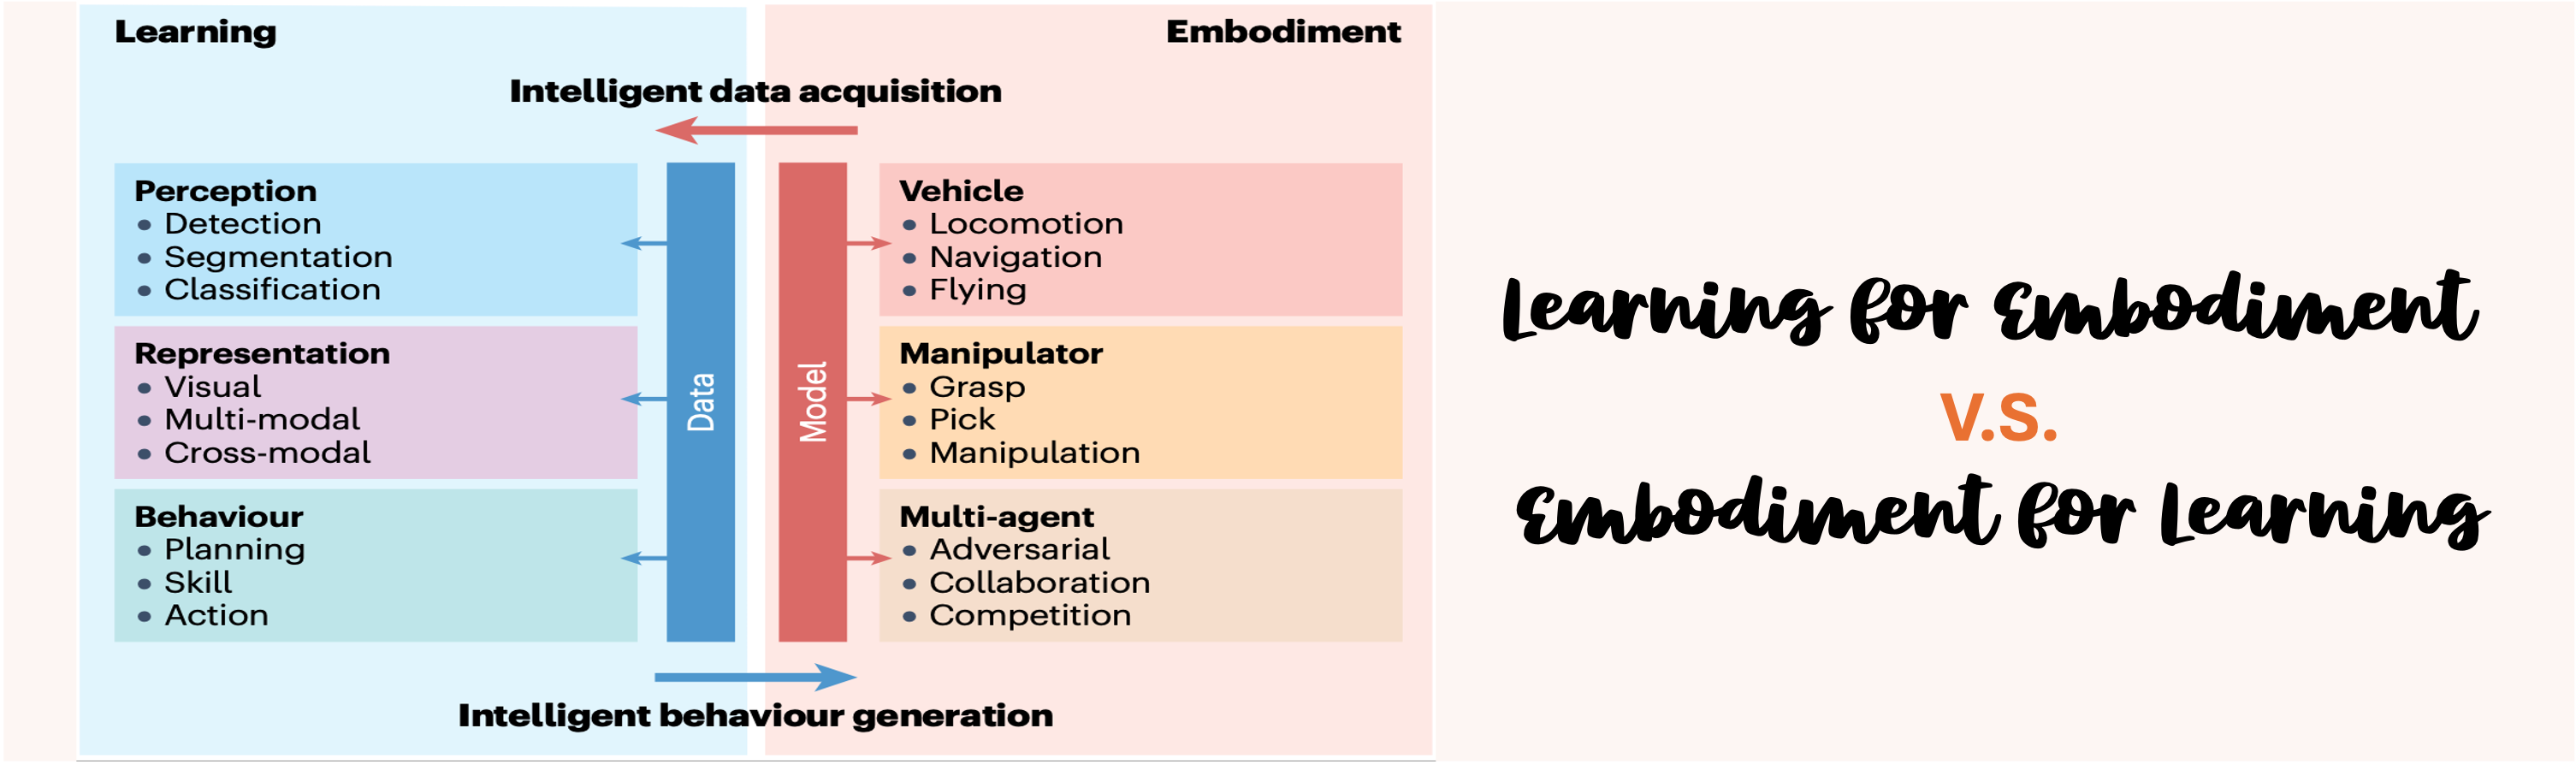 Learning
Embodiment
Intelligent data acquisition
Perception
• Detection
• Segmentation
• Classification
Representation
• Visual
• Multi-modal
• Cross-modal
Behaviour
• Planning
• Skill
• Action
Data
Model
Vehicle
• Locomotion
• Navigation
• Flying
Manipulator
• Grasp
• Pick
• Manipulation
Multi-agent
• Adversarial
• Collaboration
• Competition
Intelligent behaviour generation
Learning for Embodiment
V.S.
Embodiment for Learning